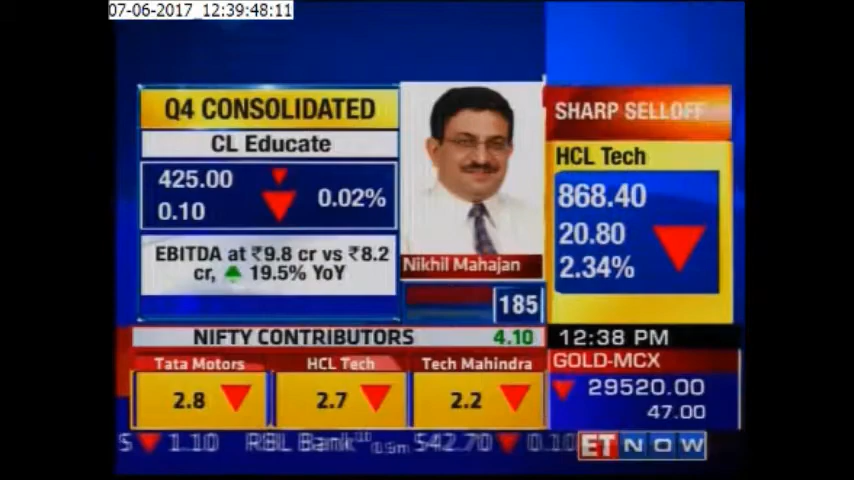 07-06-2017 12:39:48:11
Q4 CONSOLIDATED
CL Educate
425.00
0.10
0.02%
EBITDA at ₹9.8 cr vs ₹8.2
cr, 19.5% YoY
Nikhil Mahajan
185
SHARP SELLOFF
HCL Tech
868.40
20.80
2.34%
NIFTY CONTRIBUTORS 4.10
12:38 PM
Tata Motors
2.8
HCL Tech
2.7
Tech Mahindra
2.2
GOLD-MCX
29520.00
47.00
S 1.10 RBL Bank 0.9m 542.70 0.10
ET NOW